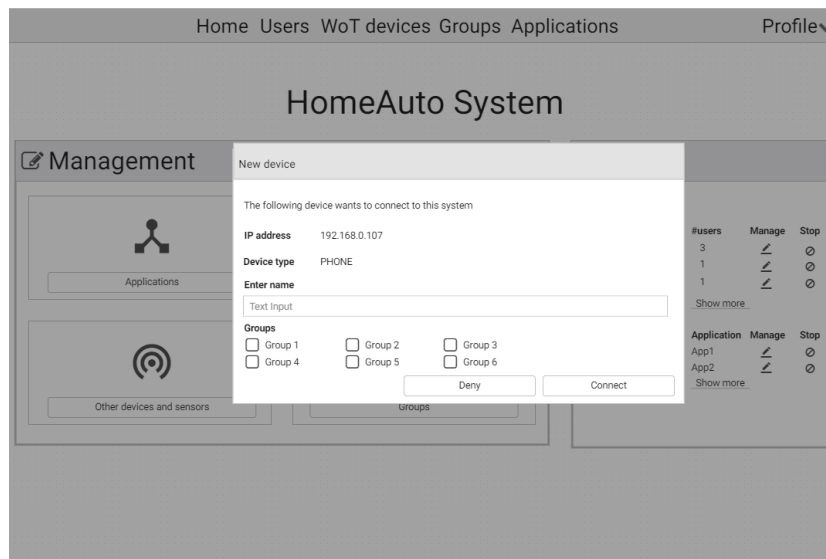 Home Users WoT devices Groups Applications Profile
HomeAuto System
Management
Applications
Other devices and sensors
Groups
New device
The following device wants to connect to this system
IP address 192.168.0.107
Device type PHONE
Enter name
Text Input
Groups
Group 1 Group 2 Group 3
Group 4 Group 5 Group 6
Deny Connect
#users Manage Stop
3
1
1
Show more
Application Manage Stop
App1
App2
Show more